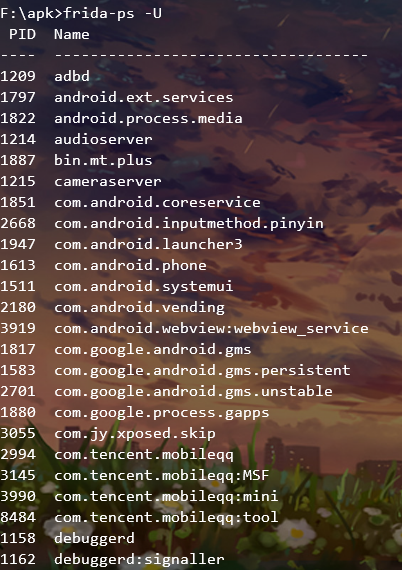 F:\apk>frida-ps -U
 PID  Name
----  -----------------------------------
1209  adbd
1797  android.ext.services
1822  android.process.media
1214  audioserver
1887  bin.mt.plus
1215  cameraserver
1851  com.android.coreservice
2668  com.android.inputmethod.pinyin
1947  com.android.launcher3
1613  com.android.phone
1511  com.android.systemui
2180  com.android.vending
3919  com.android.webview:webview_service
1817  com.google.android.gms
1583  com.google.android.gms.persistent
2701  com.google.android.gms.unstable
1880  com.google.process.gapps
3055  com.jy.xposed.skip
2994  com.tencent.mobileqq
3145  com.tencent.mobileqq:MSF
3990  com.tencent.mobileqq:mini
8484  com.tencent.mobileqq:tool
1158  debuggerd
1162  debuggerd:signaller